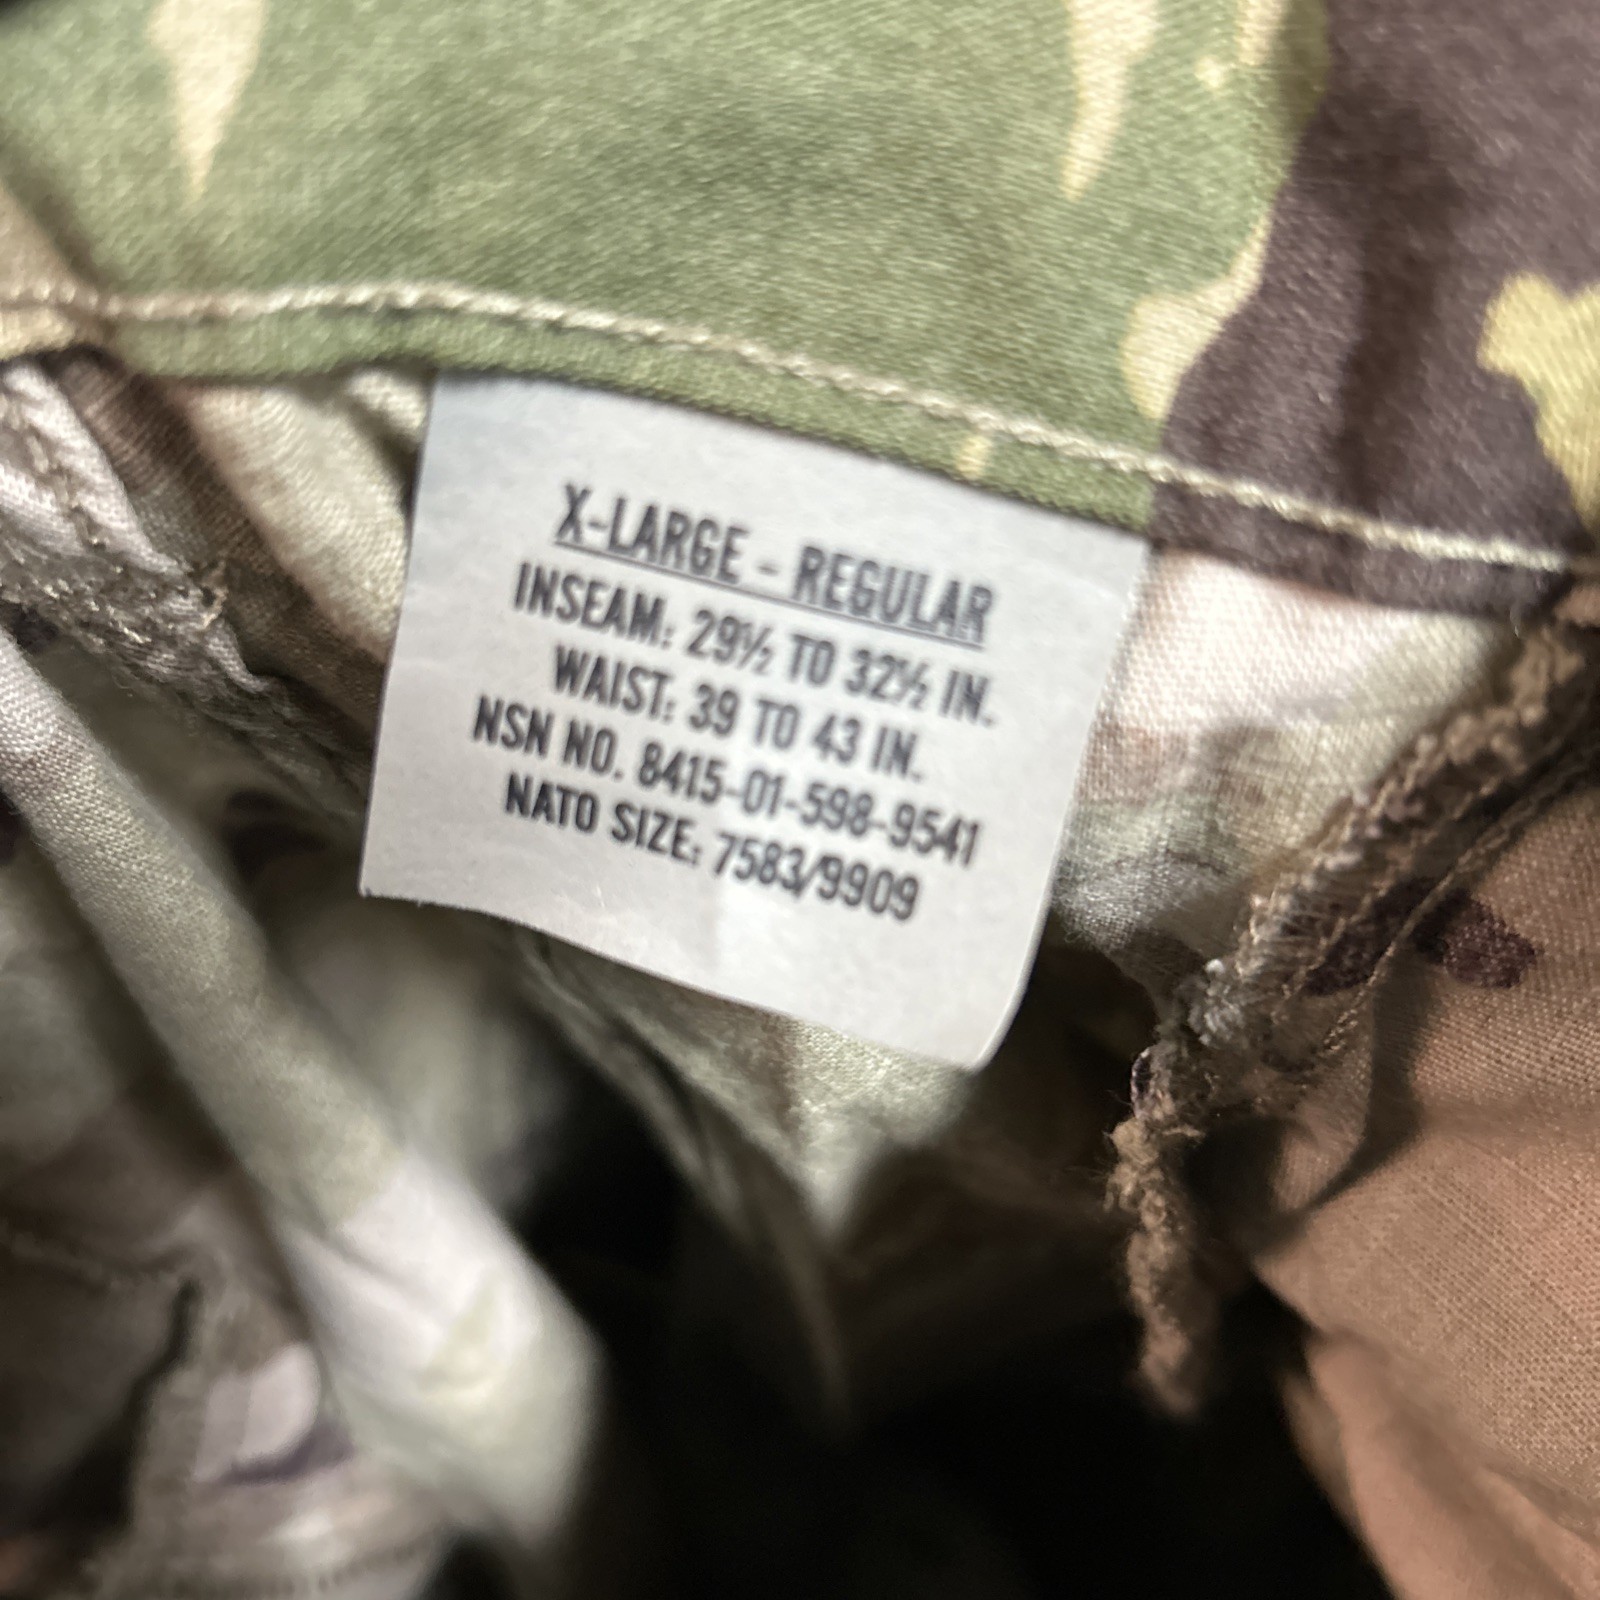 X-LARGE - REGULAR
INSEAM: 29½ TO 32½ IN.
WAIST: 39 TO 43 IN.
NSN NO. 8415-01-598-9541
NATO SIZE: 7583/9909